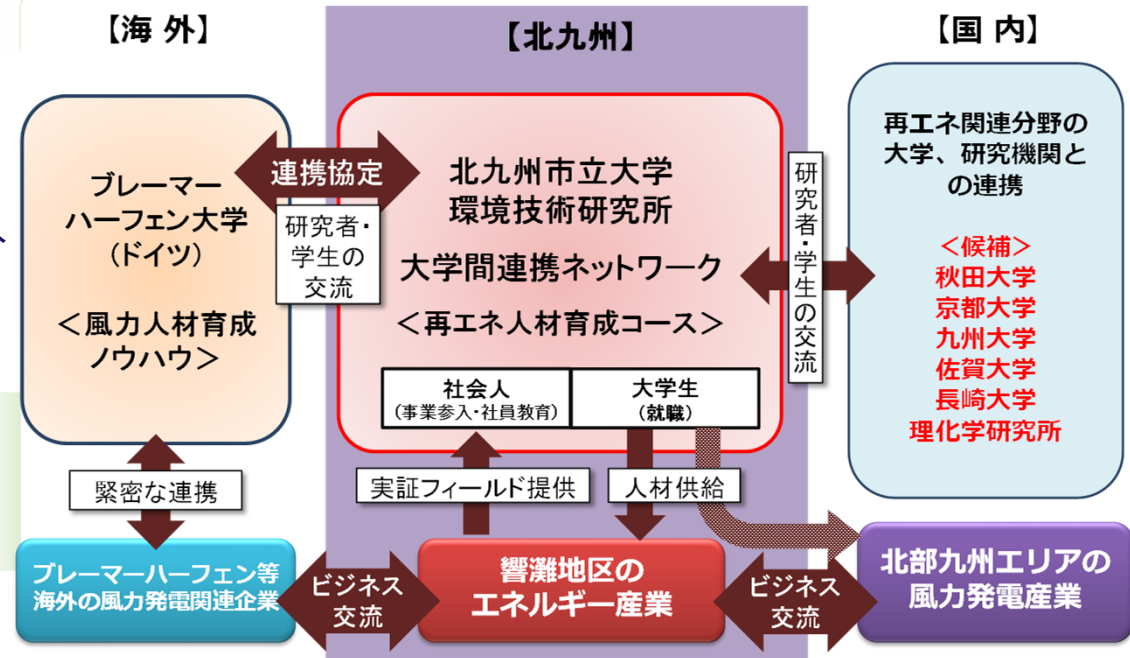 【海 外】
【北九州】
【国 内】
ブレーマー
ハーフェン大学
(ドイツ)
<風力人材育成
ノウハウ>
連携協定
研究者・
学生の
交流
北九州市立大学
環境技術研究所
大学間連携ネットワーク
<再エネ人材育成コース>
社会人
(事業参入・社員教育)
大学生
(就職)
研究者・学生の交流
再エネ関連分野の
大学、研究機関と
の連携
<候補>
秋田大学
京都大学
九州大学
佐賀大学
長崎大学
理化学研究所
緊密な連携
実証フィールド提供
人材供給
ブレーマーハーフェン等
海外の風力発電関連企業
ビジネス
交流
響灘地区の
エネルギー産業
ビジネス
交流
北部九州エリアの
風力発電産業